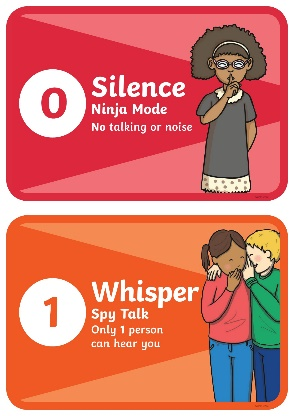 0
Silence
Ninja Mode
No talking or noise
1
Whisper
Spy Talk
Only 1 person
can hear you